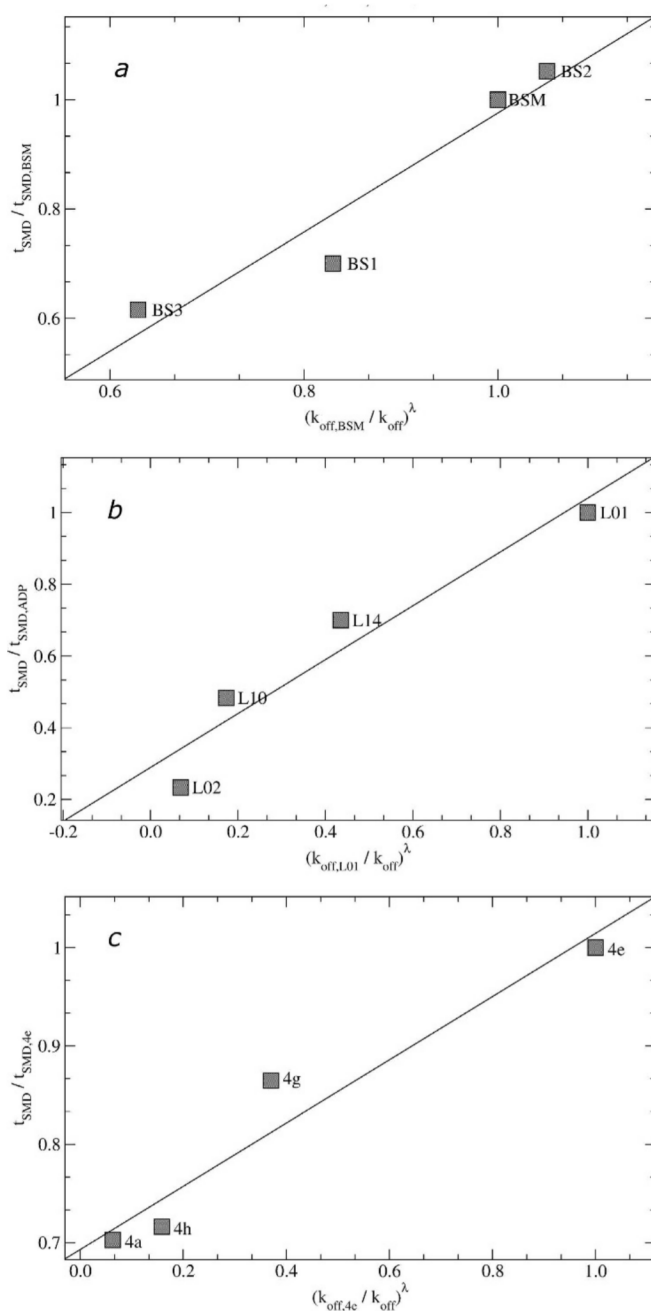 a
BS2
1
BSM
t_SMD / t_SMD,BSM
0.8
BS1
0.6
BS3
0.6 0.8 1.0
(k_off,BSM / k_off)^λ
b
1
L01
0.8
L14
t_SMD / t_SMD,ADP
0.6
L10
0.4
L02
0.2
-0.2 0.0 0.2 0.4 0.6 0.8 1.0
(k_off,L01 / k_off)^λ
c
1
4e
t_SMD / t_SMD,4e
0.9
4g
0.8
4h
4a
0.7
0.0 0.2 0.4 0.6 0.8 1.0
(k_off,4e / k_off)^λ